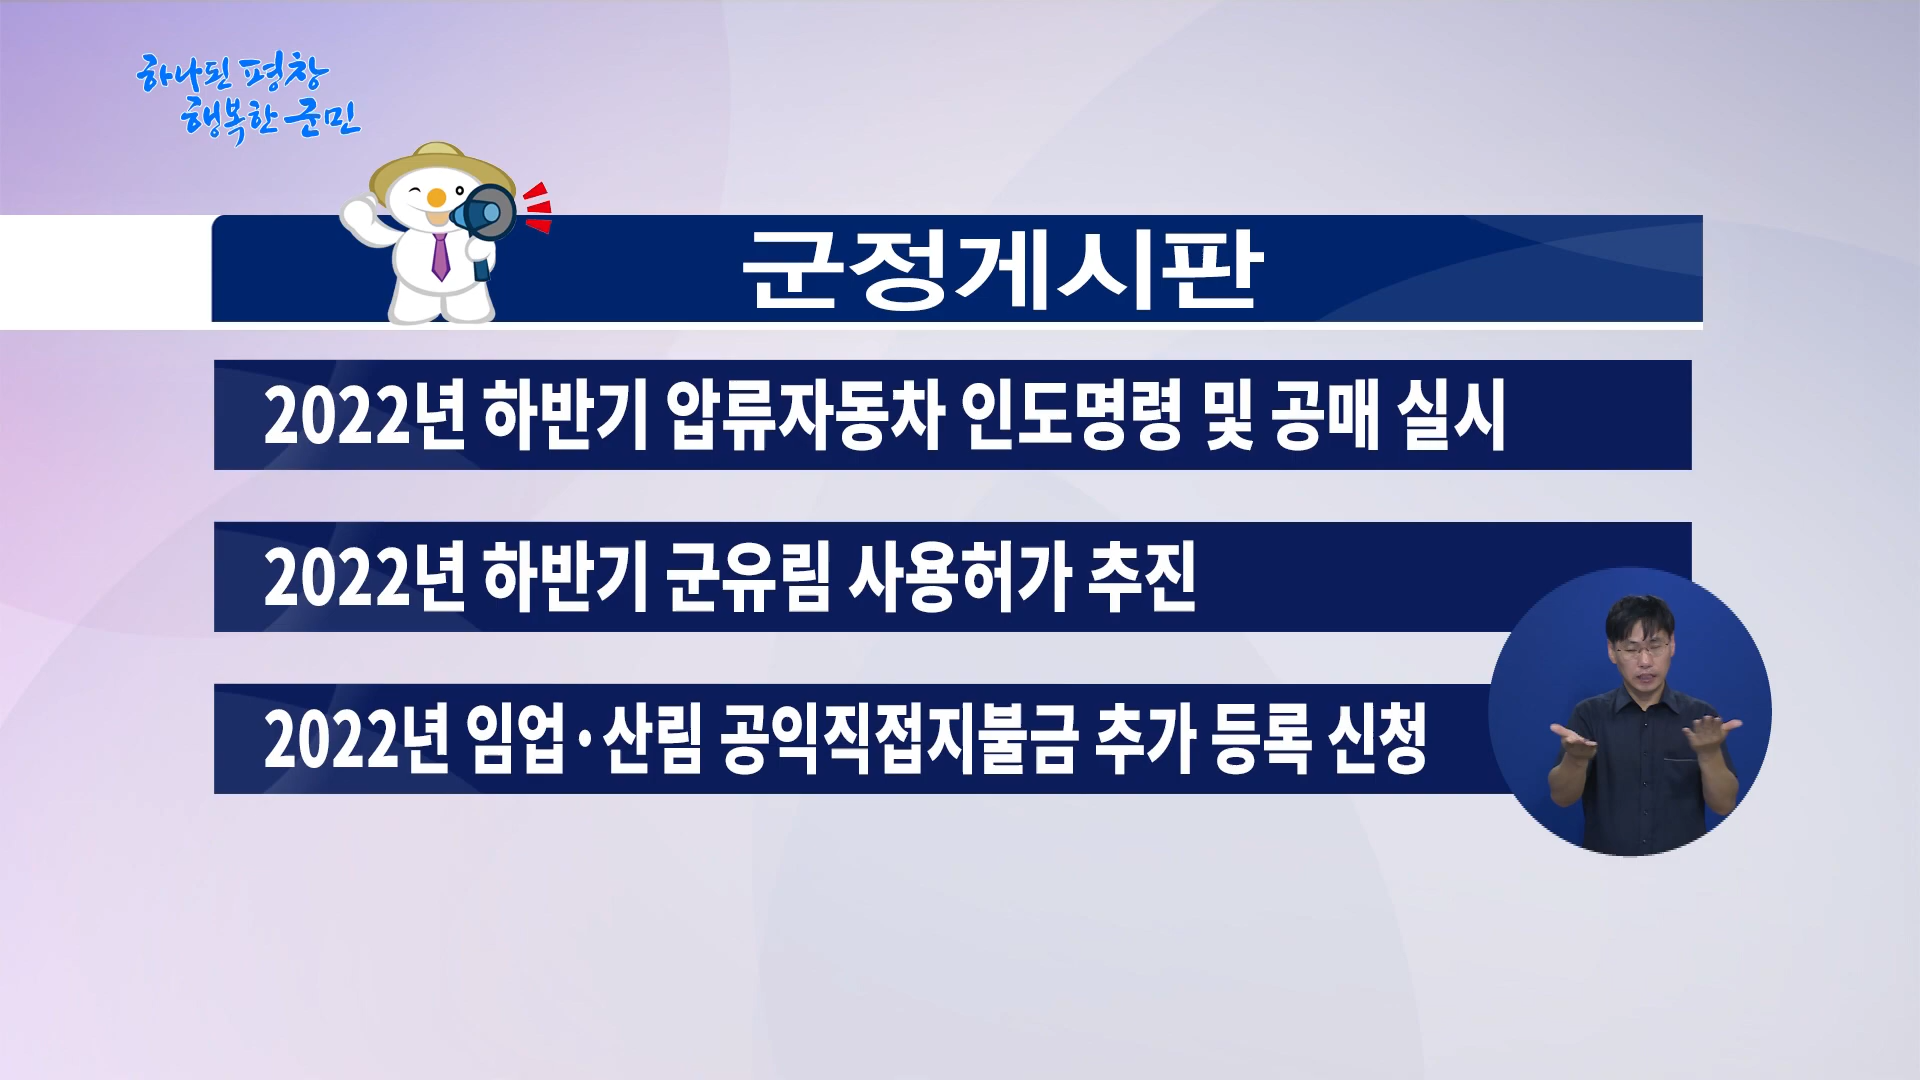 하나된 평창
행복한 군민
군정게시판
2022년 하반기 압류자동차 인도명령 및 공매 실시
2022년 하반기 군유림 사용허가 추진
2022년 임업·산림 공익직접지불금 추가 등록 신청